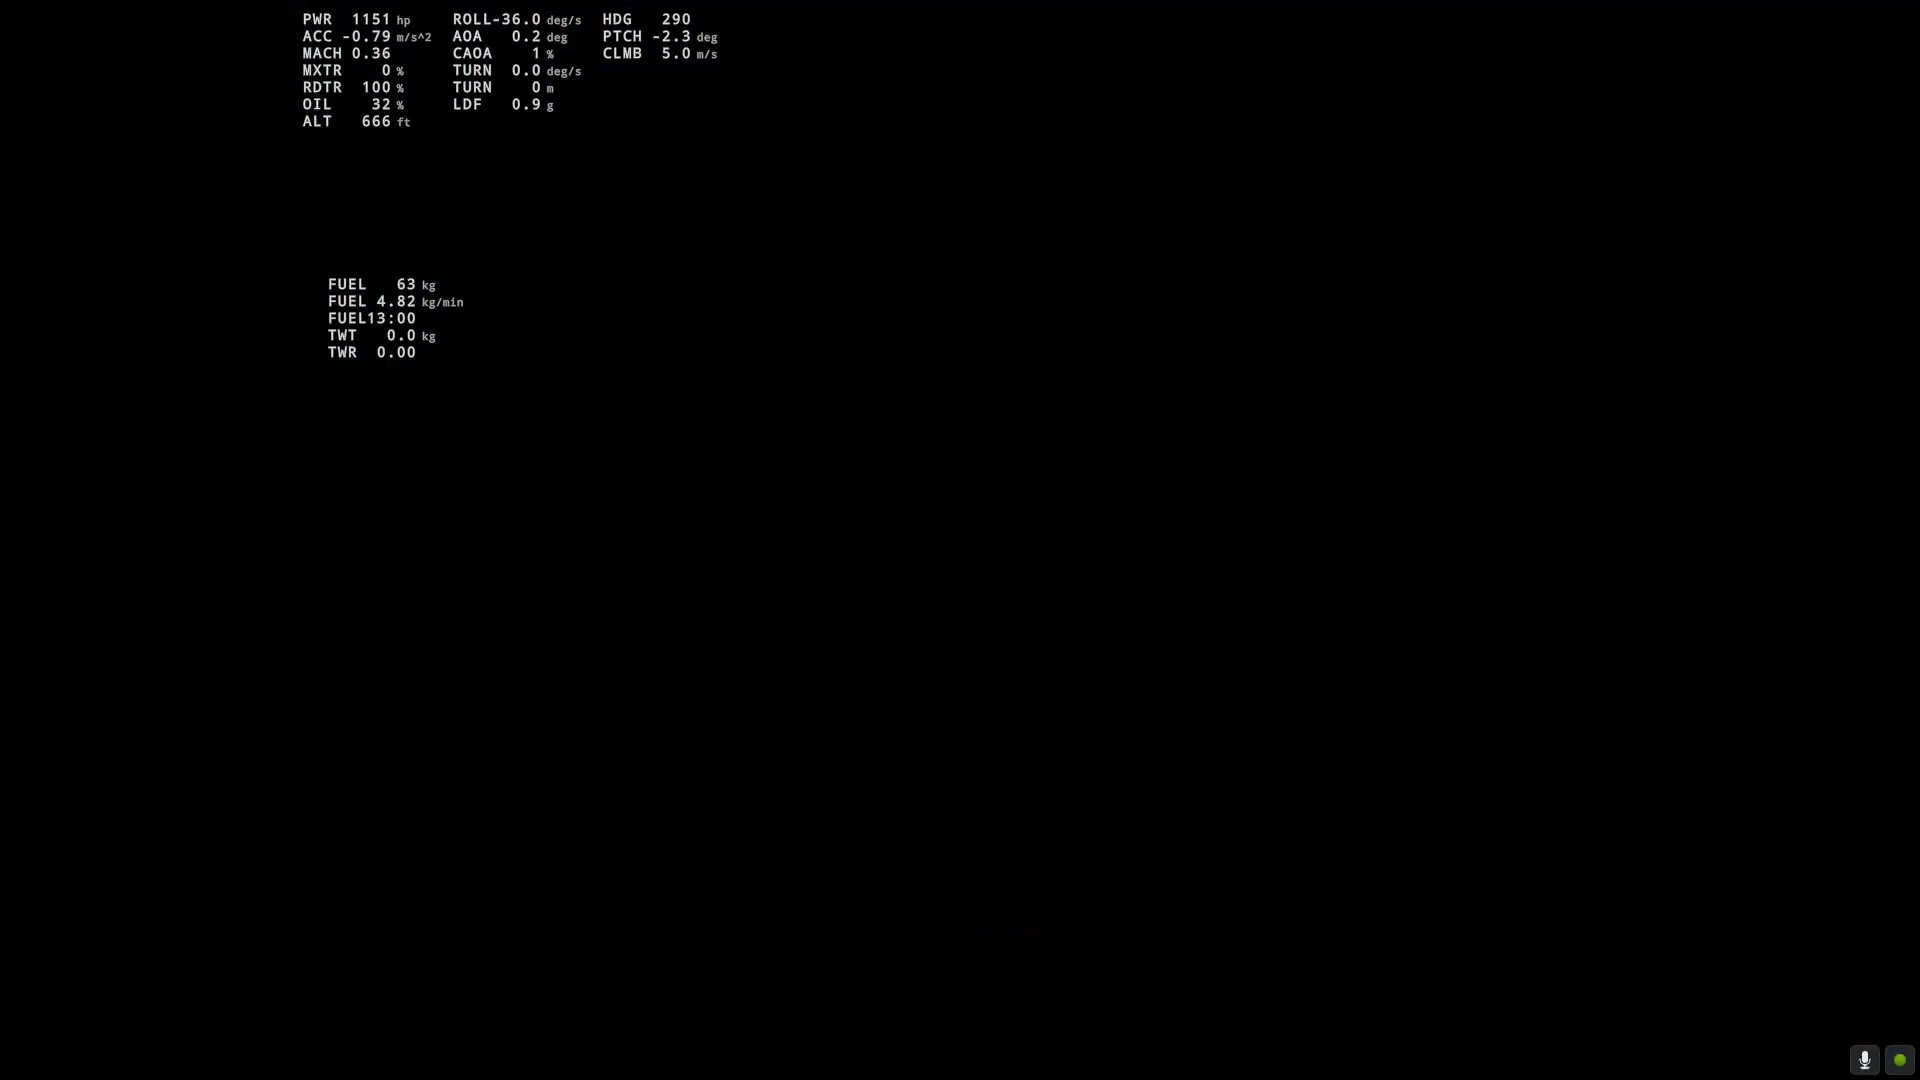 PWR 1151 hp ROLL-36.0 deg/s HDG 290
ACC -0.79 m/s^2 AOA 0.2 deg PTCH -2.3 deg
MACH 0.36 CAOA 1 % CLMB 5.0 m/s
MXTR 0 % TURN 0.0 deg/s
RDTR 100 % TURN 0 m
OIL 32 % LDF 0.9 g
ALT 666 ft
FUEL 63 kg
FUEL 4.82 kg/min
FUEL13:00
TWT 0.0 kg
TWR 0.00